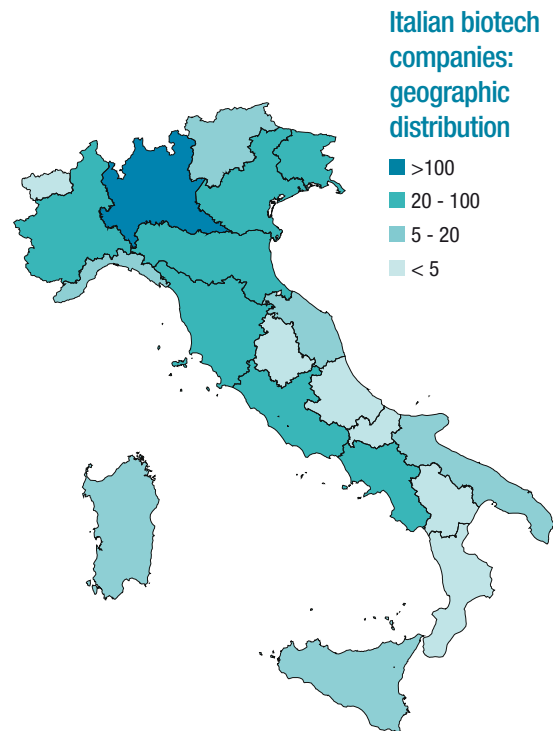 Italian biotech
companies:
geographic
distribution
>100
20 - 100
5 - 20
< 5